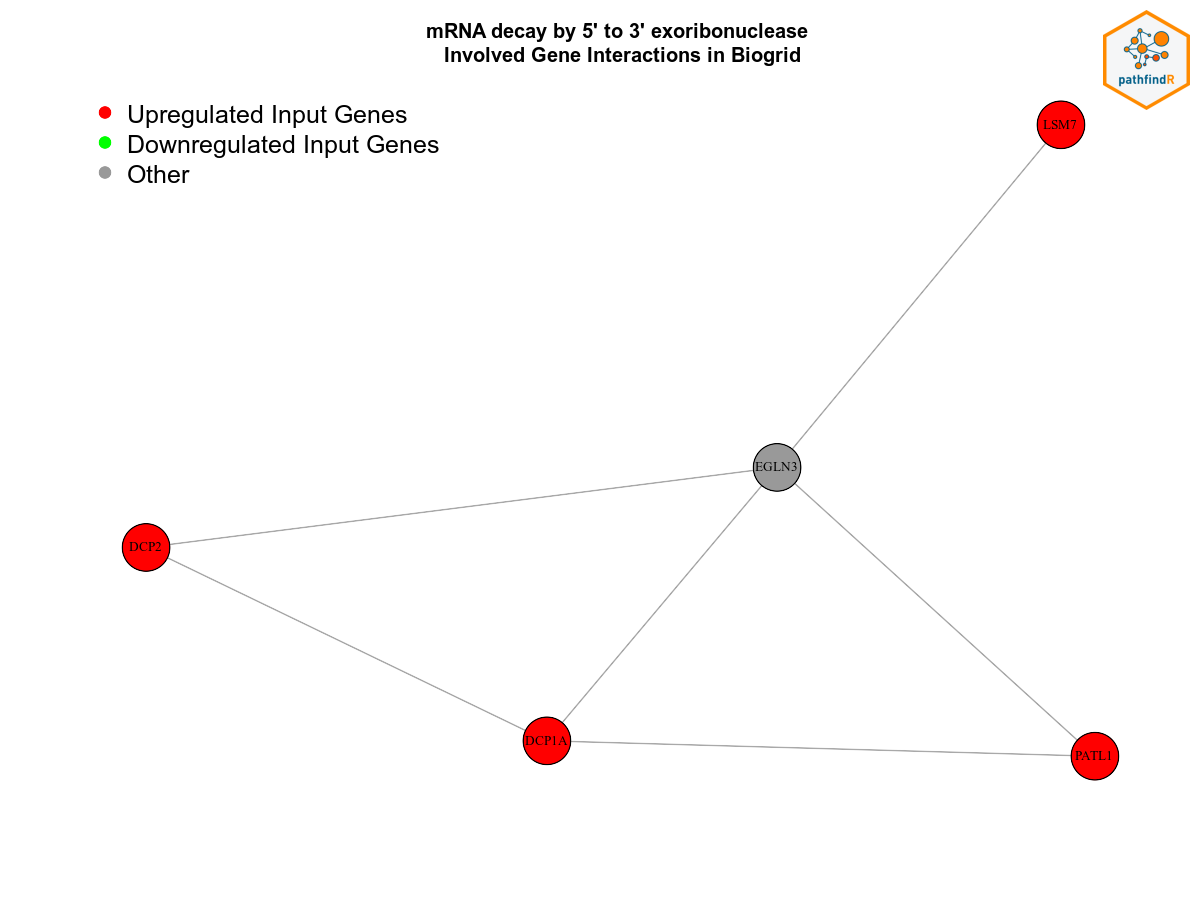 mRNA decay by 5' to 3' exoribonuclease
Involved Gene Interactions in Biogrid
pathfindR
Upregulated Input Genes
Downregulated Input Genes
Other
LSM7
EGLN3
DCP2
DCP1A
PATL1